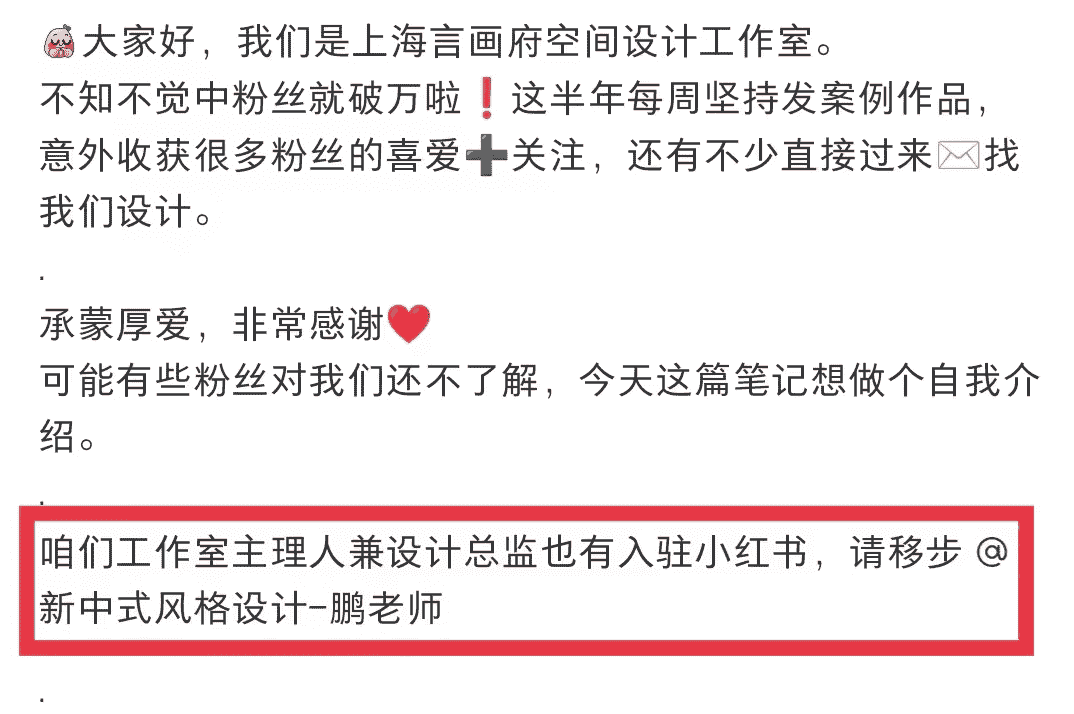 大家好，我们是上海言画府空间设计工作室。
不知不觉中粉丝就破万啦❗这半年每周坚持发案例作品，
意外收获很多粉丝的喜爱➕关注，还有不少直接过来✉️找
我们设计。
.
承蒙厚爱，非常感谢❤️
可能有些粉丝对我们还不了解，今天这篇笔记想做个自我介
绍。
.
咱们工作室主理人兼设计总监也有入驻小红书，请移步 @
新中式风格设计-鹏老师
.